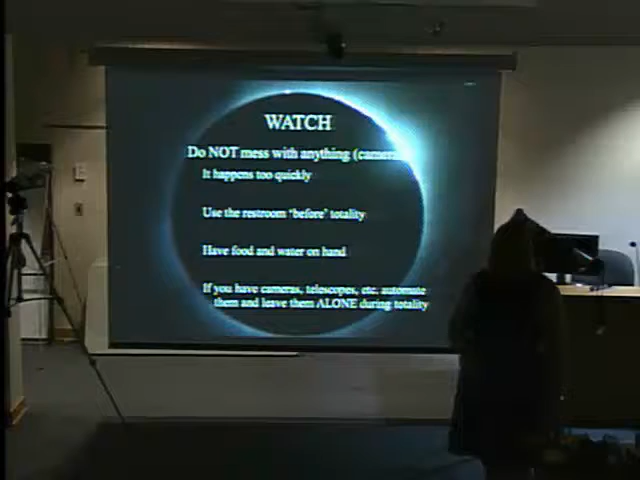 WATCH
Do NOT mess with anything
It happens too quickly
Use the restroom 'before' totality
Have food and water on hand
If you have cameras, telescopes, etc. automate
them and leave them ALONE during totality